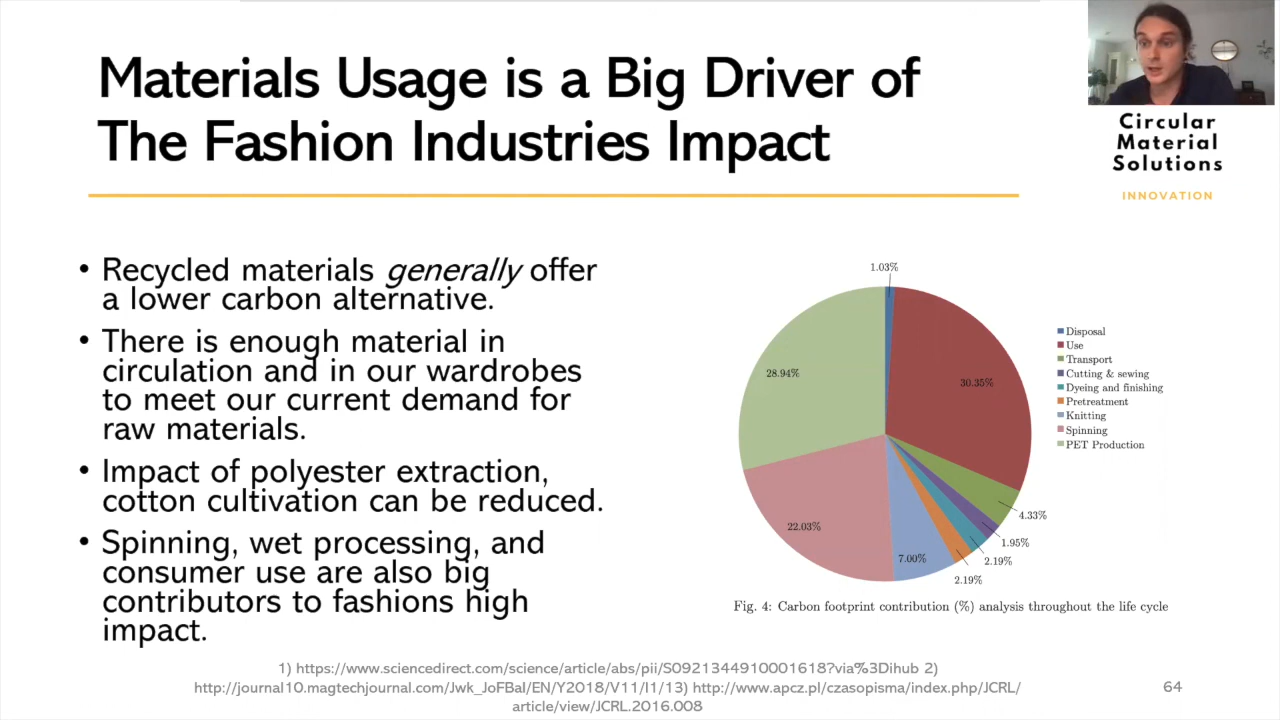 Materials Usage is a Big Driver of
The Fashion Industries Impact
Circular
Material
Solutions
INNOVATION
• Recycled materials generally offer
a lower carbon alternative.
• There is enough material in
circulation and in our wardrobes
to meet our current demand for
raw materials.
• Impact of polyester extraction,
cotton cultivation can be reduced.
• Spinning, wet processing, and
consumer use are also big
contributors to fashions high
impact.
1.03%
30.35%
4.33%
1.95%
2.19%
2.19%
7.00%
22.03%
28.94%
Disposal
Use
Transport
Cutting & sewing
Dyeing and finishing
Pretreatment
Knitting
Spinning
PET Production
Fig. 4: Carbon footprint contribution (%) analysis throughout the life cycle
1) https://www.sciencedirect.com/science/article/abs/pii/S0921344910001618?via%3Dihub 2)
http://journal10.magtechjournal.com/Jwk_JoFBaI/EN/Y2018/V11/I1/13) http://www.apcz.pl/czasopisma/index.php/JCRL/
article/view/JCRL.2016.008
64